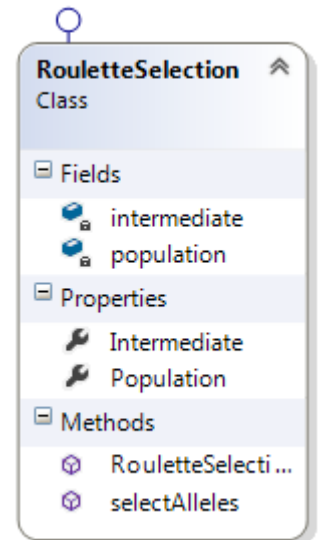 RouletteSelection
Class
Fields
intermediate
population
Properties
Intermediate
Population
Methods
RouletteSelecti...
selectAlleles